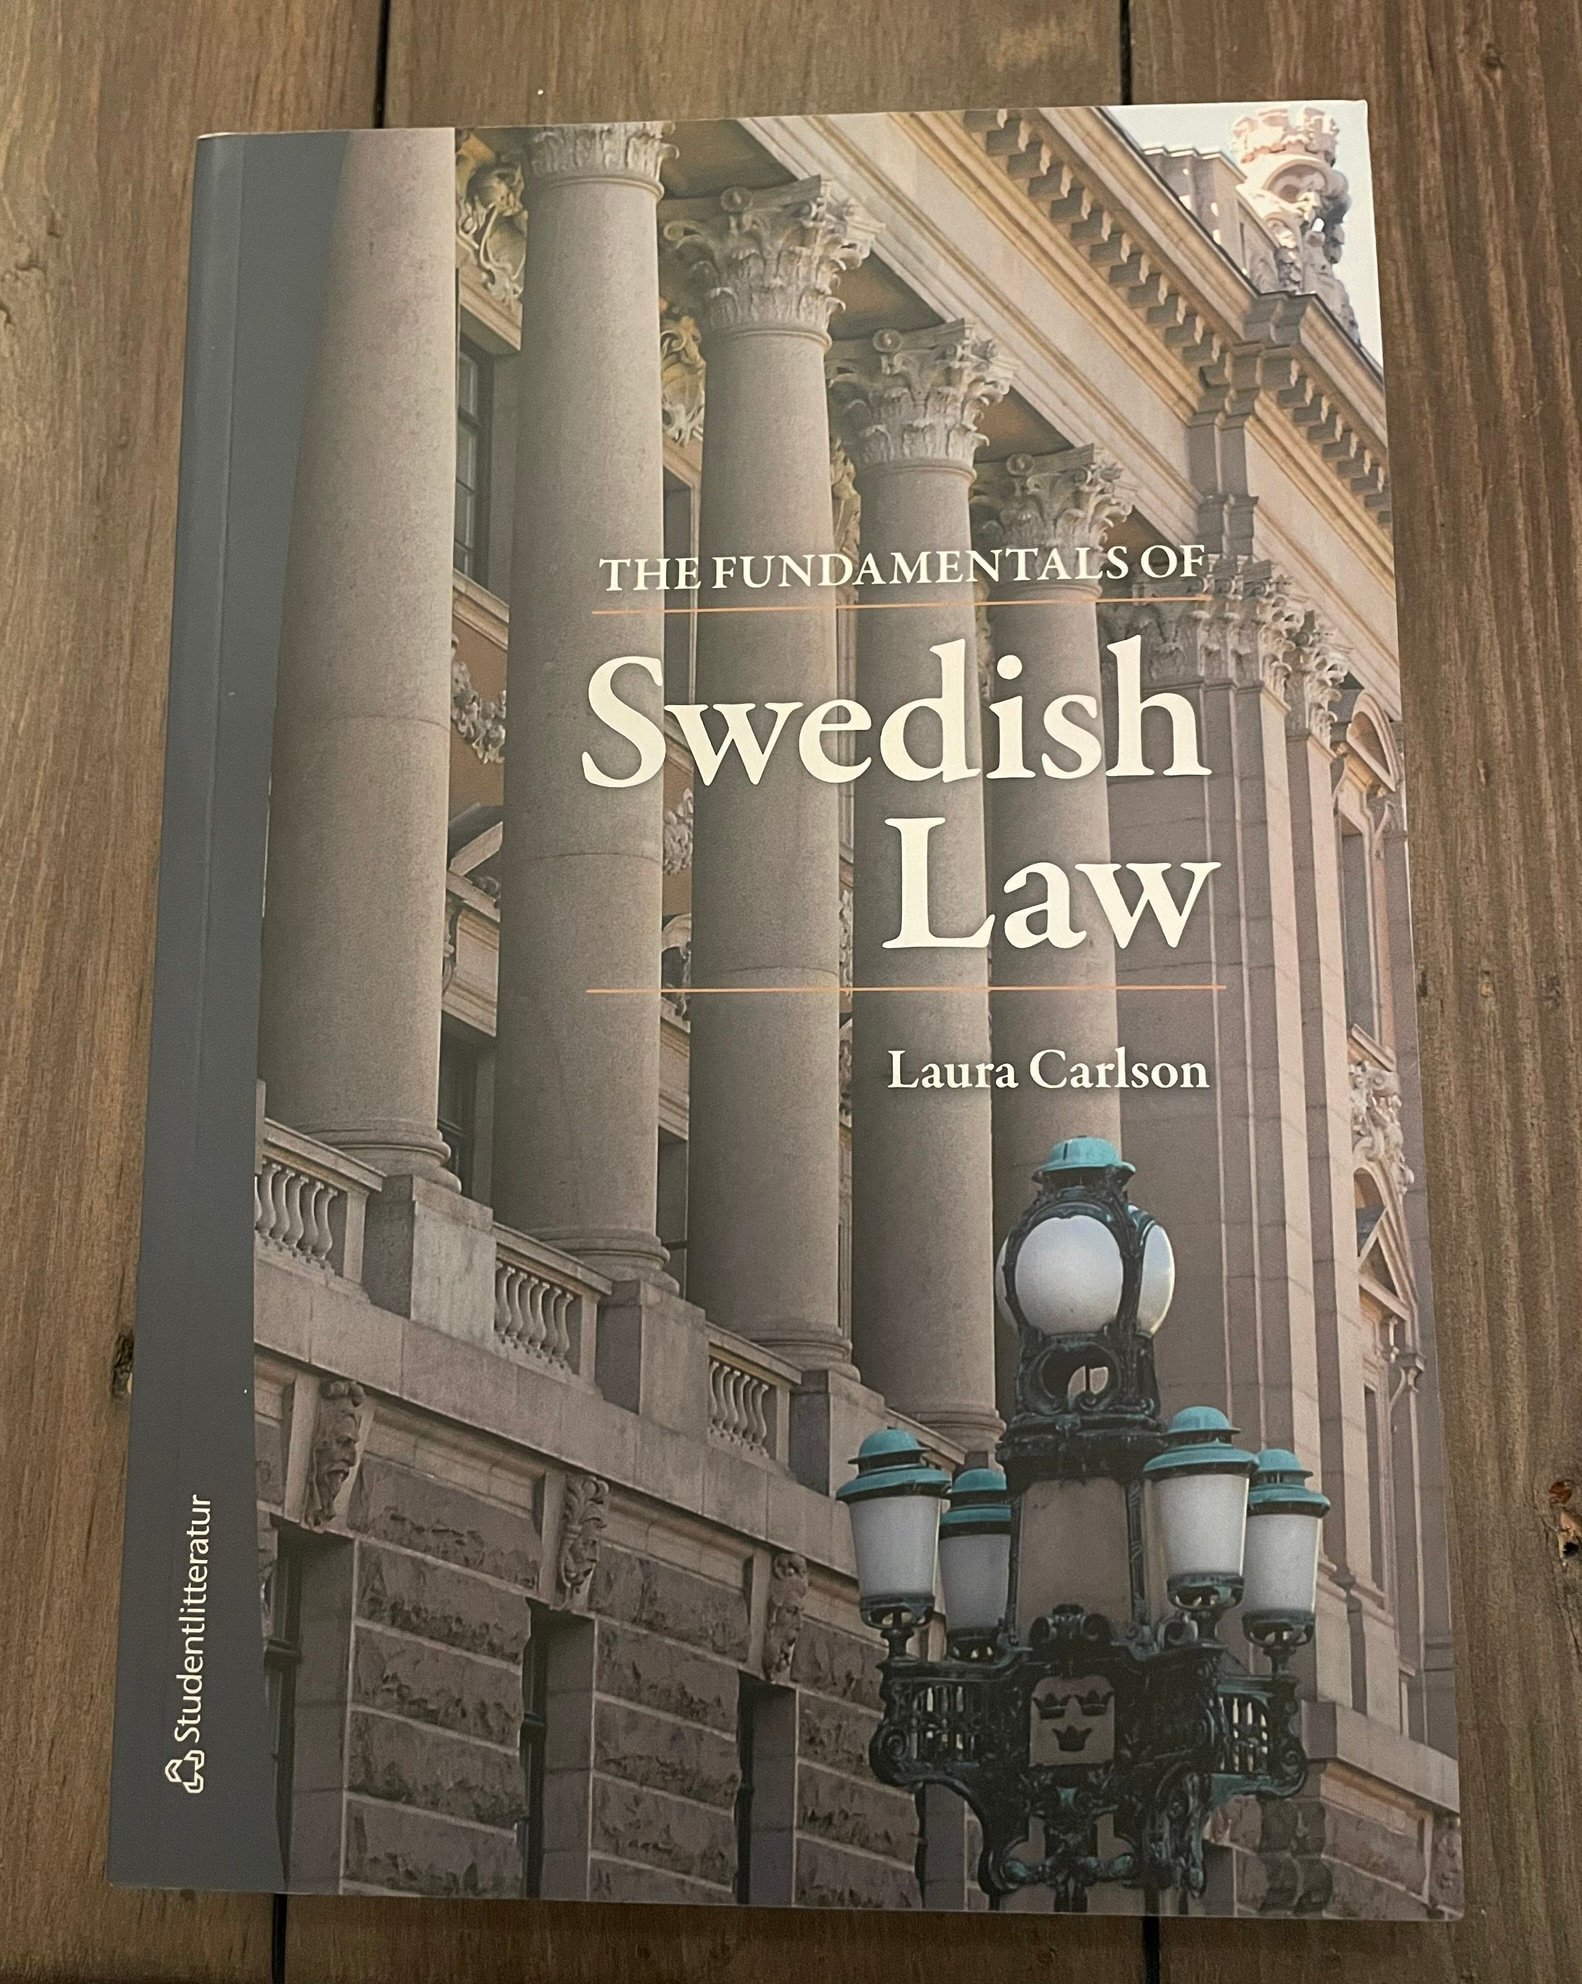 THE FUNDAMENTALS OF
Swedish
Law
Laura Carlson
Studentlitteratur